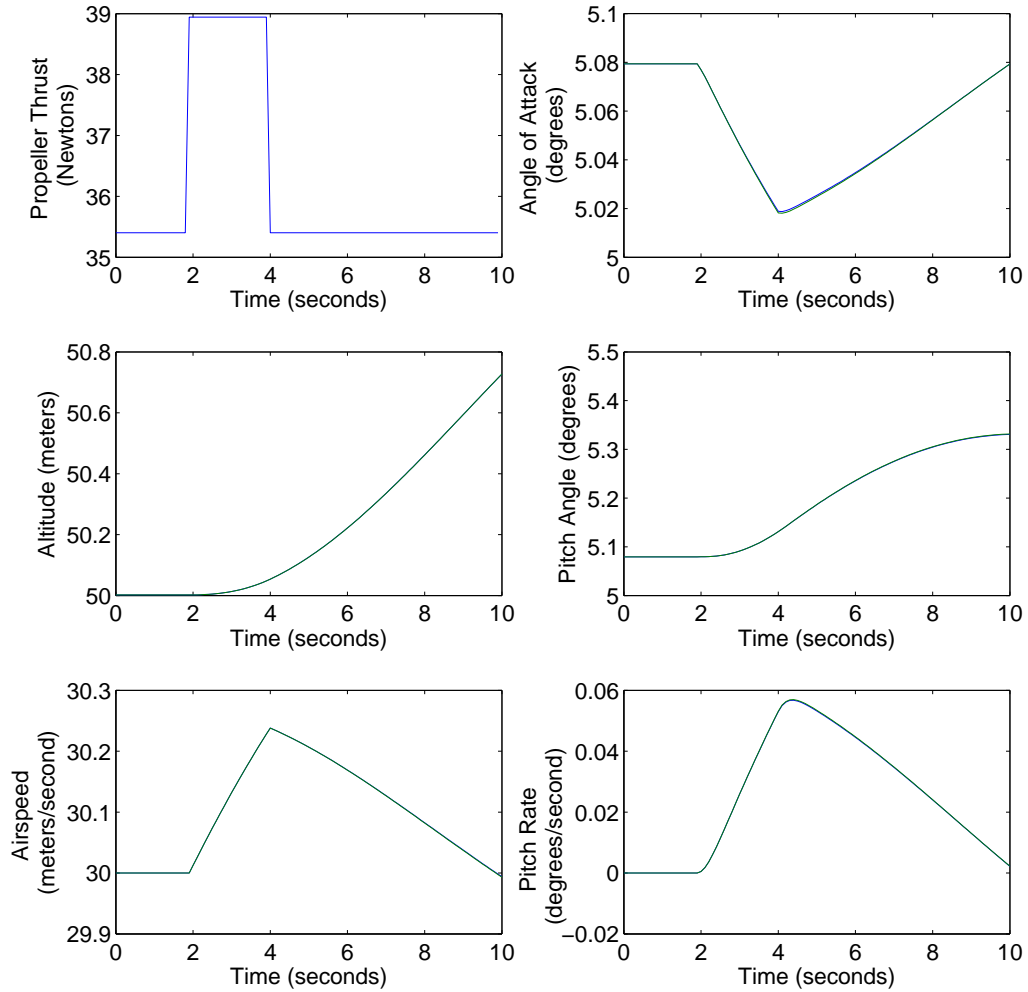 Propeller Thrust
(Newtons)
39
38
37
36
35
0 2 4 6 8 10
Time (seconds)
Angle of Attack
(degrees)
5.1
5.08
5.06
5.04
5.02
5
0 2 4 6 8 10
Time (seconds)
Altitude (meters)
50.8
50.6
50.4
50.2
50
0 2 4 6 8 10
Time (seconds)
Pitch Angle (degrees)
5.5
5.4
5.3
5.2
5.1
5
0 2 4 6 8 10
Time (seconds)
Airspeed
(meters/second)
30.3
30.2
30.1
30
29.9
0 2 4 6 8 10
Time (seconds)
Pitch Rate
(degrees/second)
0.06
0.04
0.02
0
−0.02
0 2 4 6 8 10
Time (seconds)